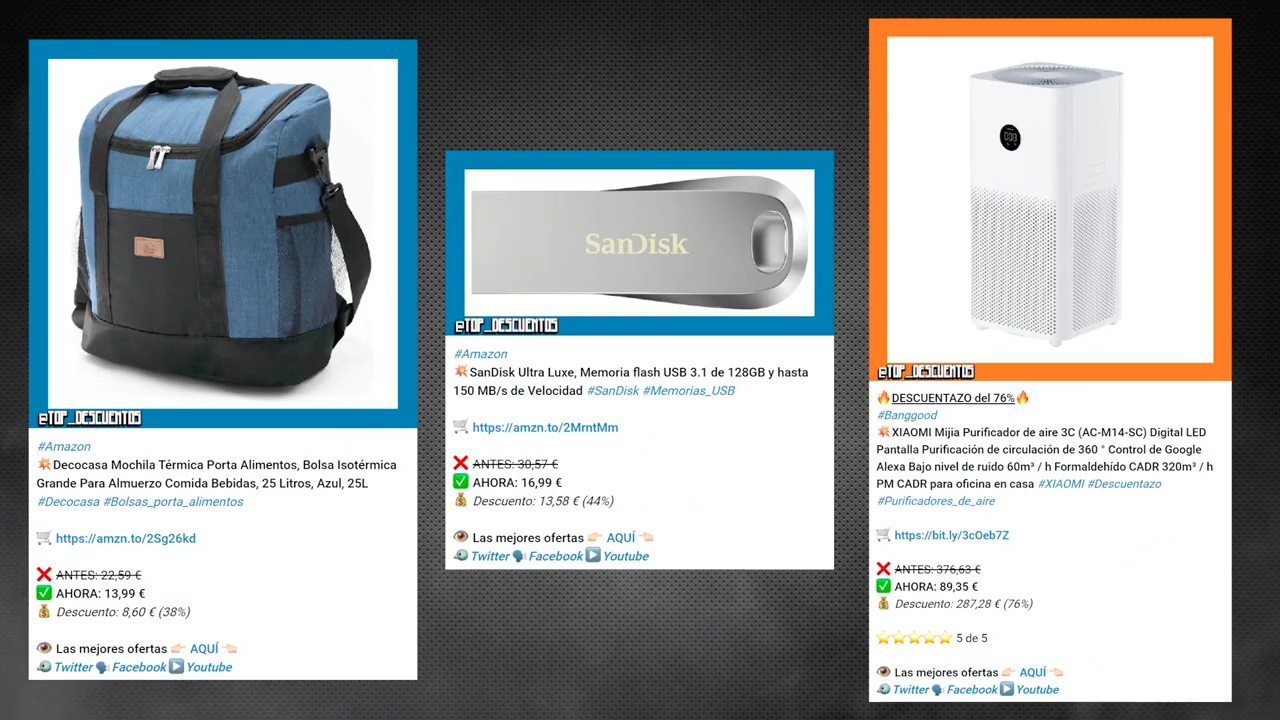 @TOP_DESCUENTOS
#Amazon
💥Decocasa Mochila Térmica Porta Alimentos, Bolsa Isotérmica
Grande Para Almuerzo Comida Bebidas, 25 Litros, Azul, 25L
#Decocasa #Bolsas_porta_alimentos
🛒 https://amzn.to/2Sg26kd
❌ ANTES: 22,59 €
✅ AHORA: 13,99 €
💰 Descuento: 8,60 € (38%)
👁 Las mejores ofertas 👉🏻 AQUÍ 👈🏻
🐦 Twitter 🗣 Facebook ▶️ Youtube
SanDisk
@TOP_DESCUENTOS
#Amazon
💥SanDisk Ultra Luxe, Memoria flash USB 3.1 de 128GB y hasta
150 MB/s de Velocidad #SanDisk #Memorias_USB
🛒 https://amzn.to/2MrntMm
❌ ANTES: 30,57 €
✅ AHORA: 16,99 €
💰 Descuento: 13,58 € (44%)
👁 Las mejores ofertas 👉🏻 AQUÍ 👈🏻
🐦 Twitter 🗣 Facebook ▶️ Youtube
@TOP_DESCUENTOS
🔥DESCUENTAZO del 76%🔥
#Banggood
💥XIAOMI Mijia Purificador de aire 3C (AC-M14-SC) Digital LED
Pantalla Purificación de circulación de 360 ° Control de Google
Alexa Bajo nivel de ruido 60m³ / h Formaldehído CADR 320m³ / h
PM CADR para oficina en casa #XIAOMI #Descuentazo
#Purificadores_de_aire
🛒 https://bit.ly/3cOeb7Z
❌ ANTES: 376,63 €
✅ AHORA: 89,35 €
💰 Descuento: 287,28 € (76%)
⭐⭐⭐⭐⭐ 5 de 5
👁 Las mejores ofertas 👉🏻 AQUÍ 👈🏻
🐦 Twitter 🗣 Facebook ▶️ Youtube